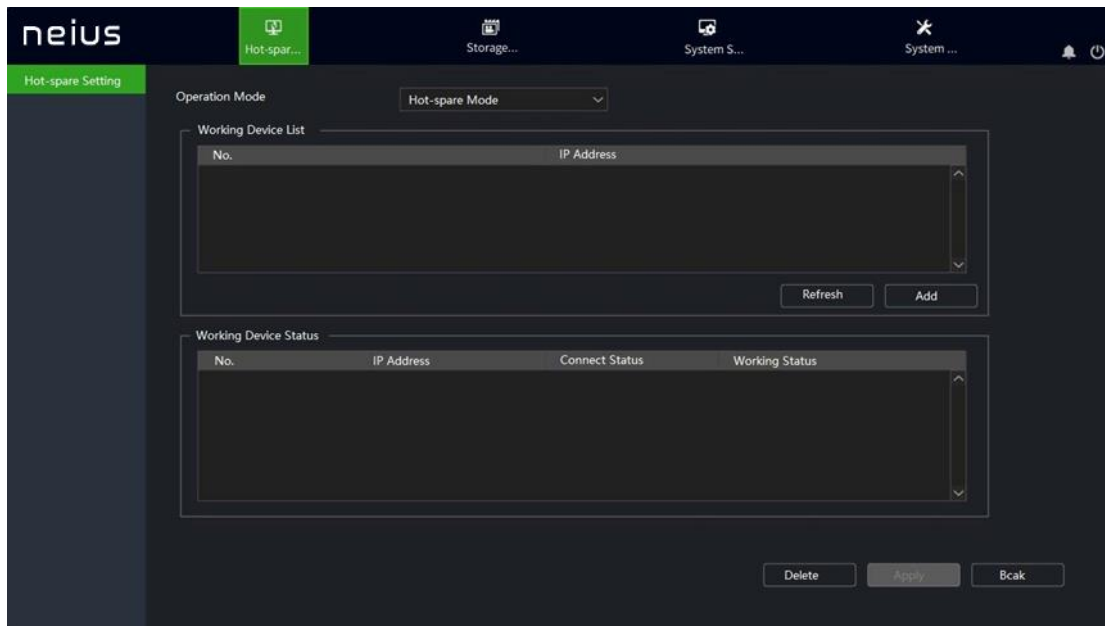 neius
Hot-spar...
Storage...
System S...
System ...
Hot-spare Setting
Operation Mode
Hot-spare Mode
Working Device List
No. IP Address
Refresh Add
Working Device Status
No. IP Address Connect Status Working Status
Delete Apply Bcak